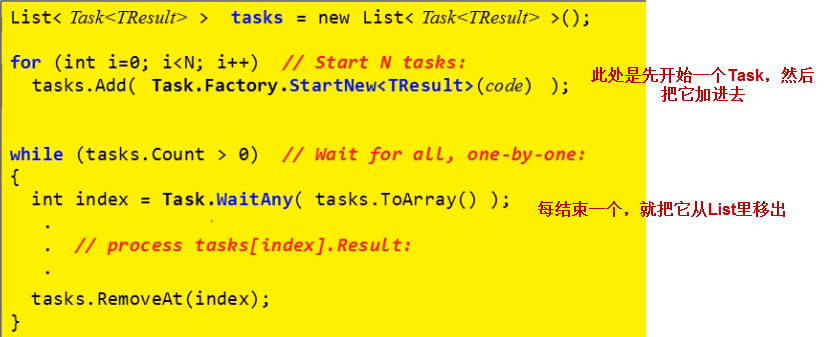 List< Task<TResult> >  tasks = new List< Task<TResult> >();
for (int i=0; i<N; i++)  // Start N tasks:
tasks.Add( Task.Factory.StartNew<TResult>(code) );
此处是先开始一个Task，然后
把它加进去
while (tasks.Count > 0)  // Wait for all, one-by-one:
{
int index = Task.WaitAny( tasks.ToArray() );
每结束一个，就把它从List里移出
.
.  // process tasks[index].Result:
.
tasks.RemoveAt(index);
}